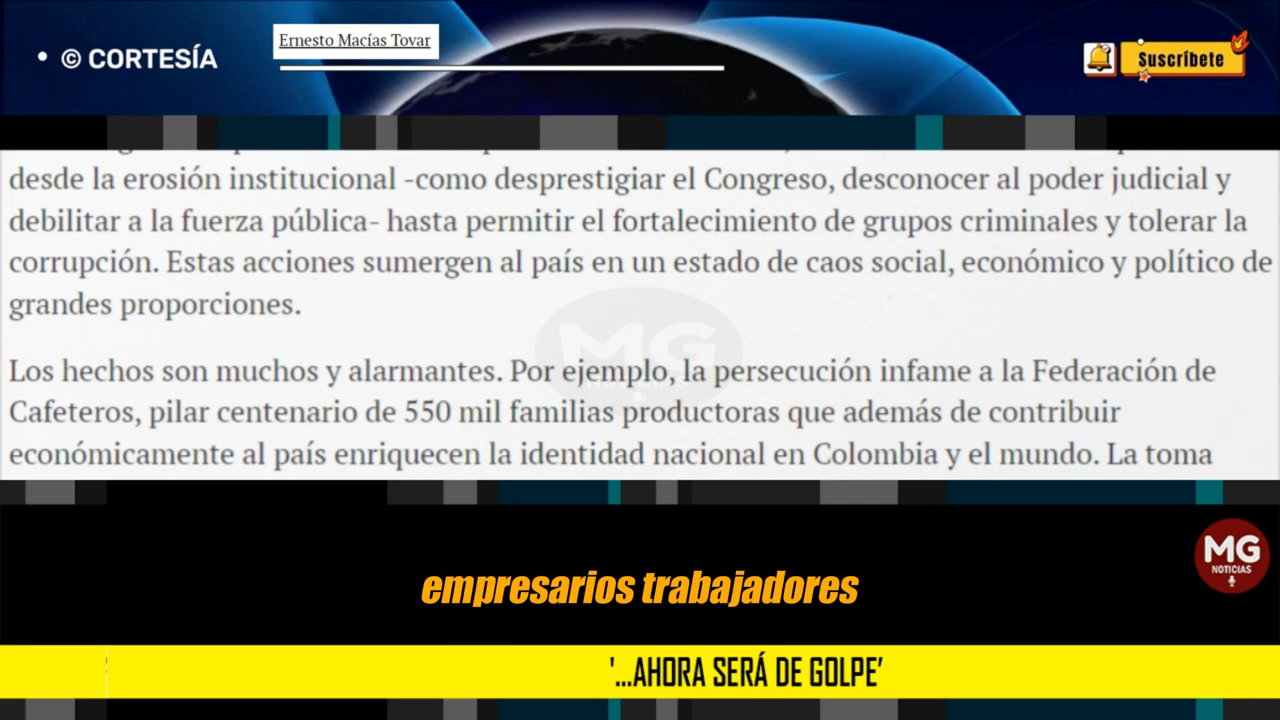 Ernesto Macías Tovar
• © CORTESÍA
Suscríbete
desde la erosión institucional -como desprestigiar el Congreso, desconocer al poder judicial y
debilitar a la fuerza pública- hasta permitir el fortalecimiento de grupos criminales y tolerar la
corrupción. Estas acciones sumergen al país en un estado de caos social, económico y político de
grandes proporciones.
Los hechos son muchos y alarmantes. Por ejemplo, la persecución infame a la Federación de
Cafeteros, pilar centenario de 550 mil familias productoras que además de contribuir
económicamente al país enriquecen la identidad nacional en Colombia y el mundo. La toma
MG
MG
NOTICIAS
empresarios trabajadores
'...AHORA SERÁ DE GOLPE'